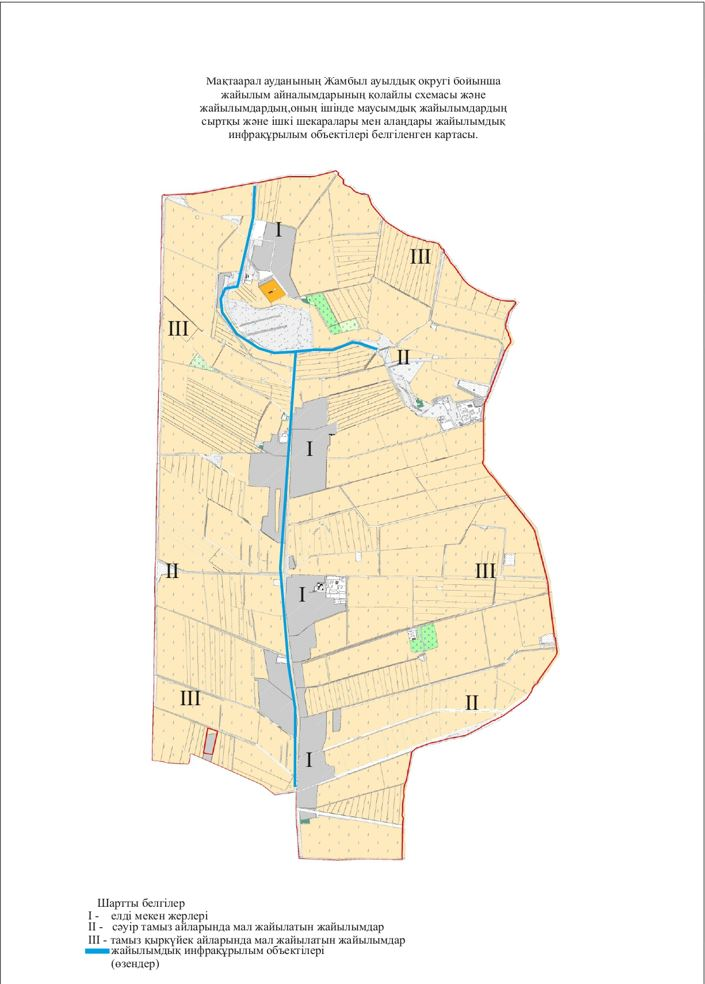 Мақтаарал ауданының Жамбыл ауылдық округі бойынша
жайылым айналымдарының қолайлы схемасы және
жайылымдардың,оның ішінде маусымдық жайылымдардың
сыртқы және ішкі шекаралары мен алаңдары жайылымдық
инфрақұрылым объектілері белгіленген картасы.
I
III
III
II
I
II
III
I
III
II
I
Шартты белгілер
I - елді мекен жерлері
II - сәуір тамыз айларында мал жайылатын жайылымдар
III - тамыз қыркүйек айларында мал жайылатын жайылымдар
жайылымдық инфрақұрылым объектілері
(өзендер)